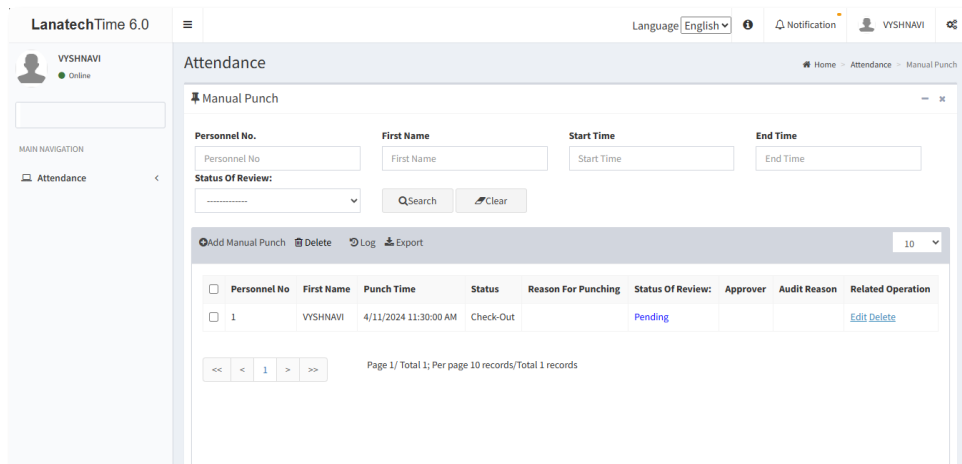 LanatechTime 6.0
Language English Notification VYSHNAVI
VYSHNAVI
Online
MAIN NAVIGATION
Attendance
Attendance
Home > Attendance > Manual Punch
Manual Punch
Personnel No. First Name Start Time End Time
Personnel No First Name Start Time End Time
Status Of Review:
------------- Search Clear
Add Manual Punch Delete Log Export 10
Personnel No First Name Punch Time Status Reason For Punching Status Of Review: Approver Audit Reason Related Operation
1 VYSHNAVI 4/11/2024 11:30:00 AM Check-Out Pending Edit Delete
<< < 1 > >> Page 1/ Total 1; Per page 10 records/Total 1 records